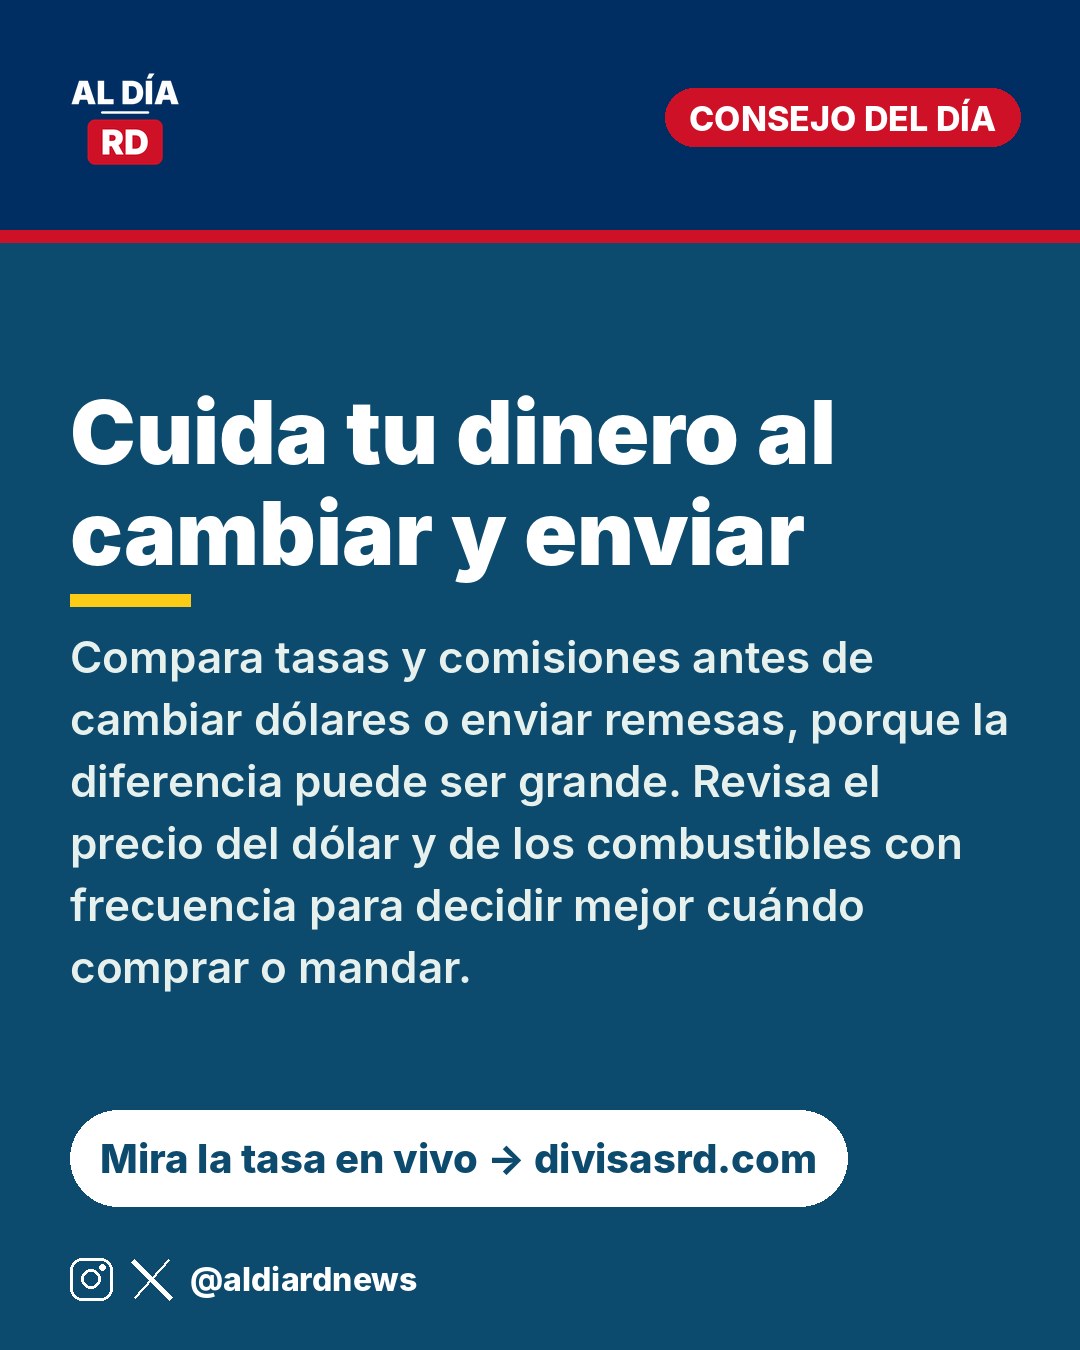 AL DÍA
RD
CONSEJO DEL DÍA
Cuida tu dinero al
cambiar y enviar
Compara tasas y comisiones antes de
cambiar dólares o enviar remesas, porque la
diferencia puede ser grande. Revisa el
precio del dólar y de los combustibles con
frecuencia para decidir mejor cuándo
comprar o mandar.
Mira la tasa en vivo → divisasrd.com
@aldiardnews